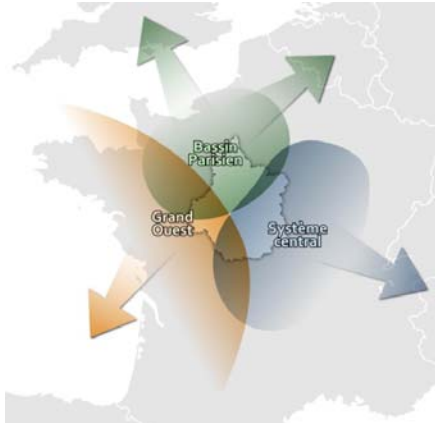 Bassin
Parisien
Grand
Ouest
Système
central